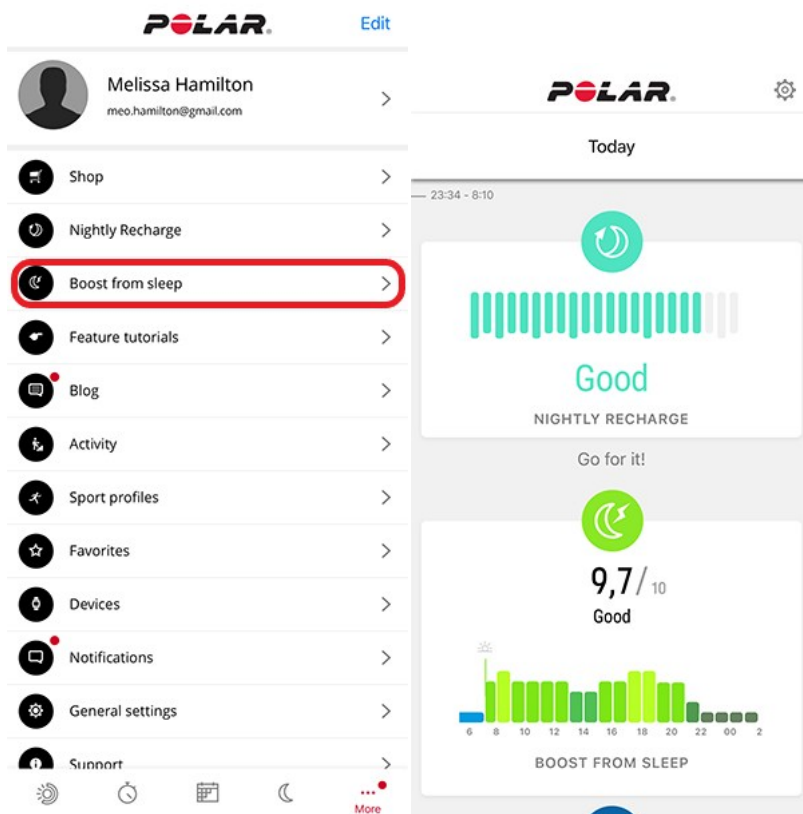 POLAR.
Edit
Melissa Hamilton
meo.hamilton@gmail.com
Shop
Nightly Recharge
Boost from sleep
Feature tutorials
Blog
Activity
Sport profiles
Favorites
Devices
Notifications
General settings
Support
More
POLAR.
Today
23:34 - 8:10
Good
NIGHTLY RECHARGE
Go for it!
9,7/ 10
Good
6 8 10 12 14 16 18 20 22 00 2
BOOST FROM SLEEP